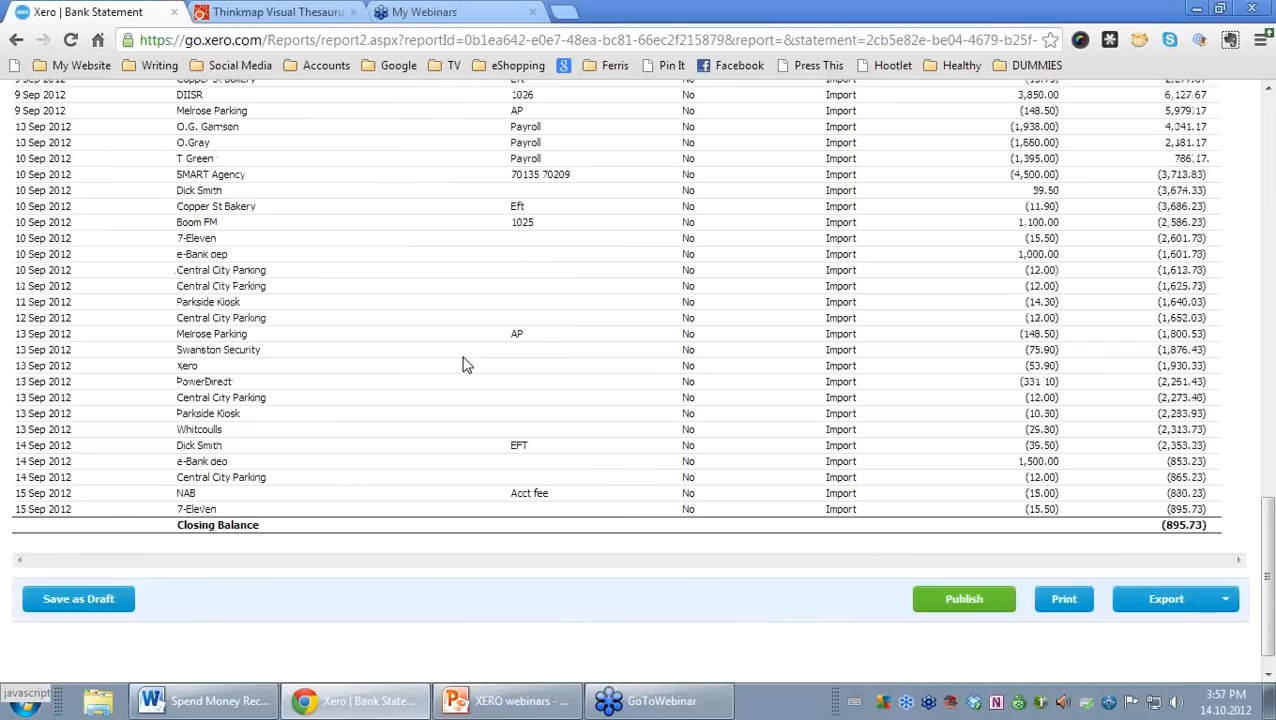 Xero | Bank Statement
Thinkmap Visual Thesauru
My Webinars
https://go.xero.com/Reports/report2.aspx?reportId=0b1ea642-e0e7-48ea-bc81-66ec2f215879&report=&statement=2cb5e82e-be04-4679-b25f-
My Website Writing Social Media Accounts Google TV eShopping Ferris Pin It Facebook Press This Hootlet Healthy DUMMIES
9 Sep 2012 Copper St Bakery Eft No Import
9 Sep 2012 DIISR 1026 No Import 3,850.00 6,127.67
9 Sep 2012 Melrose Parking AP No Import (148.50) 5,979.17
10 Sep 2012 O.G. Garrison Payroll No Import (1,938.00) 4,041.17
10 Sep 2012 O.Gray Payroll No Import (1,860.00) 2,181.17
10 Sep 2012 T Green Payroll No Import (1,395.00) 786.17
10 Sep 2012 SMART Agency 70135 70209 No Import (4,500.00) (3,713.83)
10 Sep 2012 Dick Smith No Import 39.50 (3,674.33)
10 Sep 2012 Copper St Bakery Eft No Import (11.90) (3,686.23)
10 Sep 2012 Boom FM 1025 No Import 1,100.00 (2,586.23)
10 Sep 2012 7-Eleven No Import (15.50) (2,601.73)
10 Sep 2012 e-Bank dep No Import 1,000.00 (1,601.73)
10 Sep 2012 Central City Parking No Import (12.00) (1,613.73)
11 Sep 2012 Central City Parking No Import (12.00) (1,625.73)
11 Sep 2012 Parkside Kiosk No Import (14.30) (1,640.03)
12 Sep 2012 Central City Parking No Import (12.00) (1,652.03)
13 Sep 2012 Melrose Parking AP No Import (148.50) (1,800.53)
13 Sep 2012 Swanston Security No Import (75.90) (1,876.43)
13 Sep 2012 Xero No Import (53.90) (1,930.33)
13 Sep 2012 PowerDirect No Import (331.10) (2,261.43)
13 Sep 2012 Central City Parking No Import (12.00) (2,273.43)
13 Sep 2012 Parkside Kiosk No Import (10.50) (2,283.93)
13 Sep 2012 Whitcoulls No Import (29.80) (2,313.73)
14 Sep 2012 Dick Smith EFT No Import (39.50) (2,353.33)
14 Sep 2012 e-Bank dep No Import 1,500.00 (853.23)
14 Sep 2012 Central City Parking No Import (12.00) (865.23)
15 Sep 2012 NAB Acct fee No Import (15.00) (880.23)
15 Sep 2012 7-Eleven No Import (15.50) (895.73)
Closing Balance (895.73)
Save as Draft Publish Print Export
javascript
Spend Money Rec... Xero | Bank State... XERO webinars - ... GoToWebinar
3:57 PM
14.10.2012